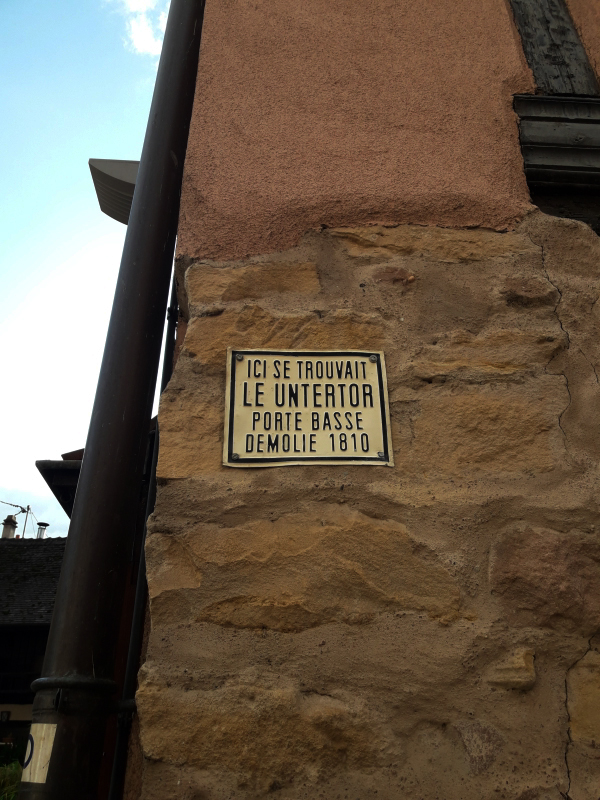 ICI SE TROUVAIT
LE UNTERTOR
PORTE BASSE
DEMOLIE 1810